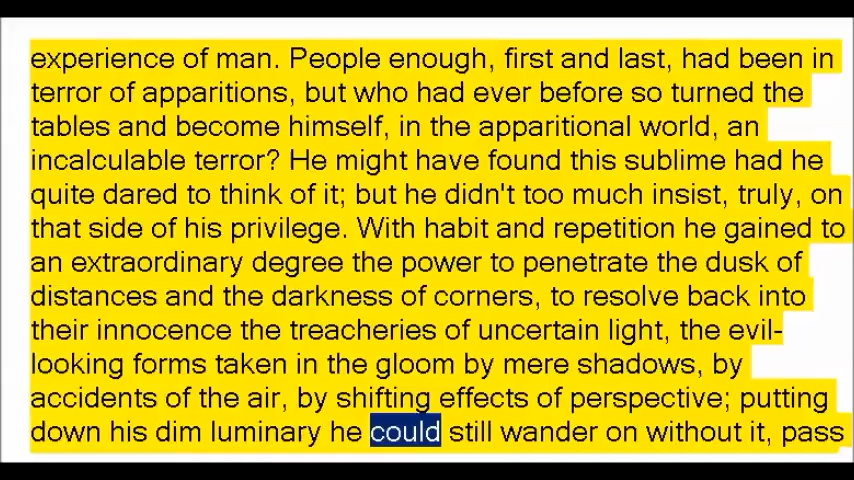 experience of man. People enough, first and last, had been in
terror of apparitions, but who had ever before so turned the
tables and become himself, in the apparitional world, an
incalculable terror? He might have found this sublime had he
quite dared to think of it; but he didn't too much insist, truly, on
that side of his privilege. With habit and repetition he gained to
an extraordinary degree the power to penetrate the dusk of
distances and the darkness of corners, to resolve back into
their innocence the treacheries of uncertain light, the evil-
looking forms taken in the gloom by mere shadows, by
accidents of the air, by shifting effects of perspective; putting
down his dim luminary he could still wander on without it, pass